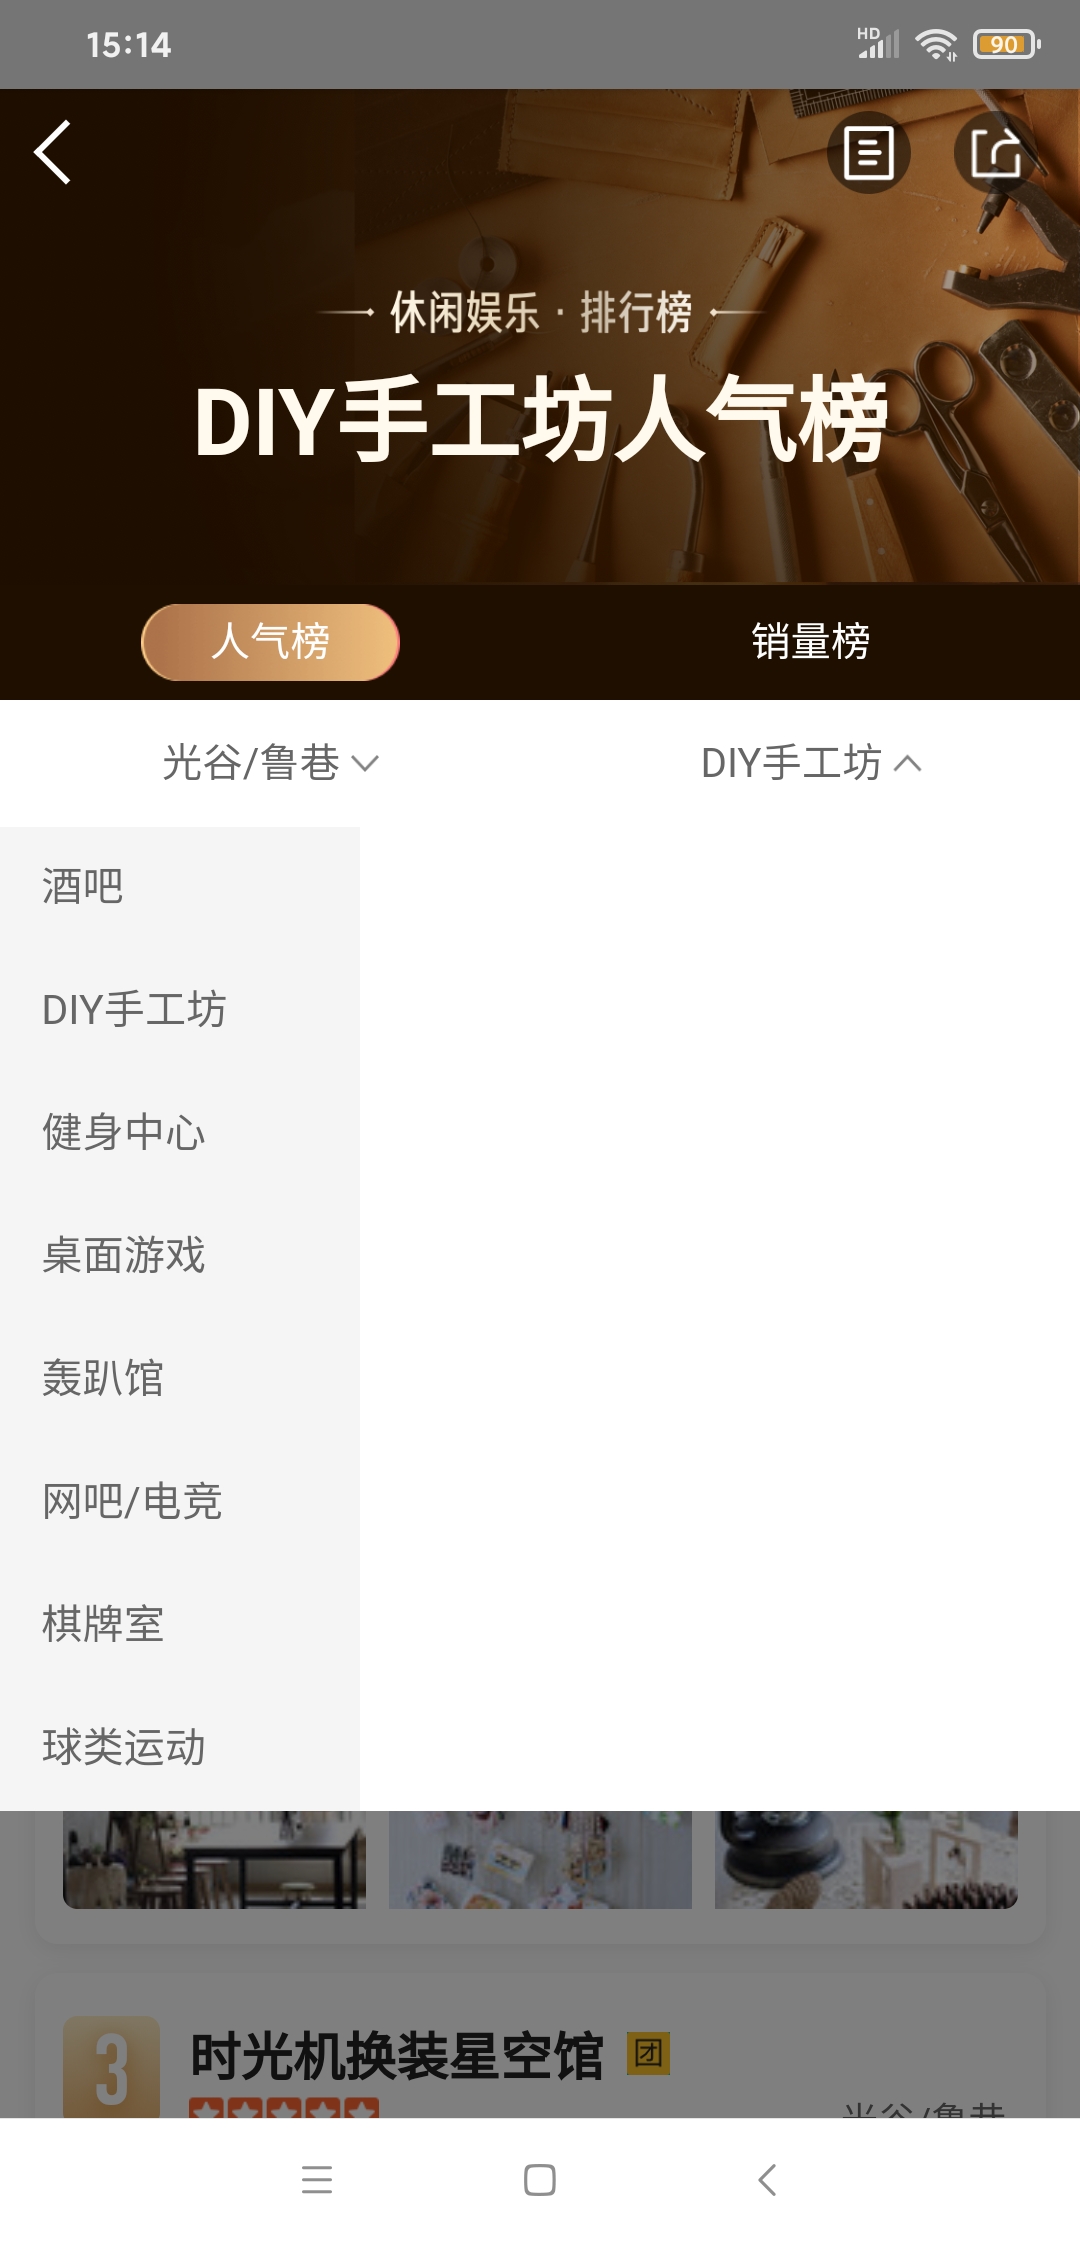 15:14
HD
90
休闲娱乐 · 排行榜
DIY手工坊人气榜
人气榜
销量榜
光谷/鲁巷
DIY手工坊
酒吧
DIY手工坊
健身中心
桌面游戏
轰趴馆
网吧/电竞
棋牌室
球类运动
3
时光机换装星空馆
团
光谷/鲁巷